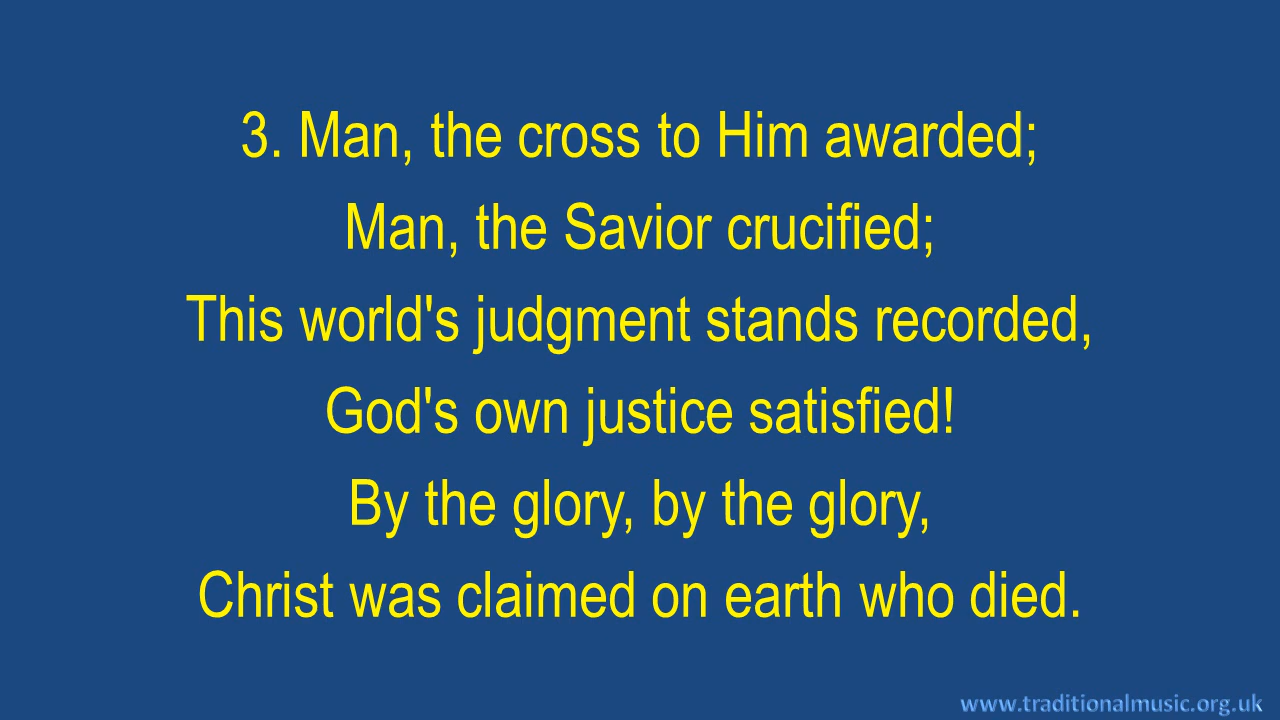 3. Man, the cross to Him awarded;
Man, the Savior crucified;
This world's judgment stands recorded,
God's own justice satisfied!
By the glory, by the glory,
Christ was claimed on earth who died.
www.traditionalmusic.org.uk